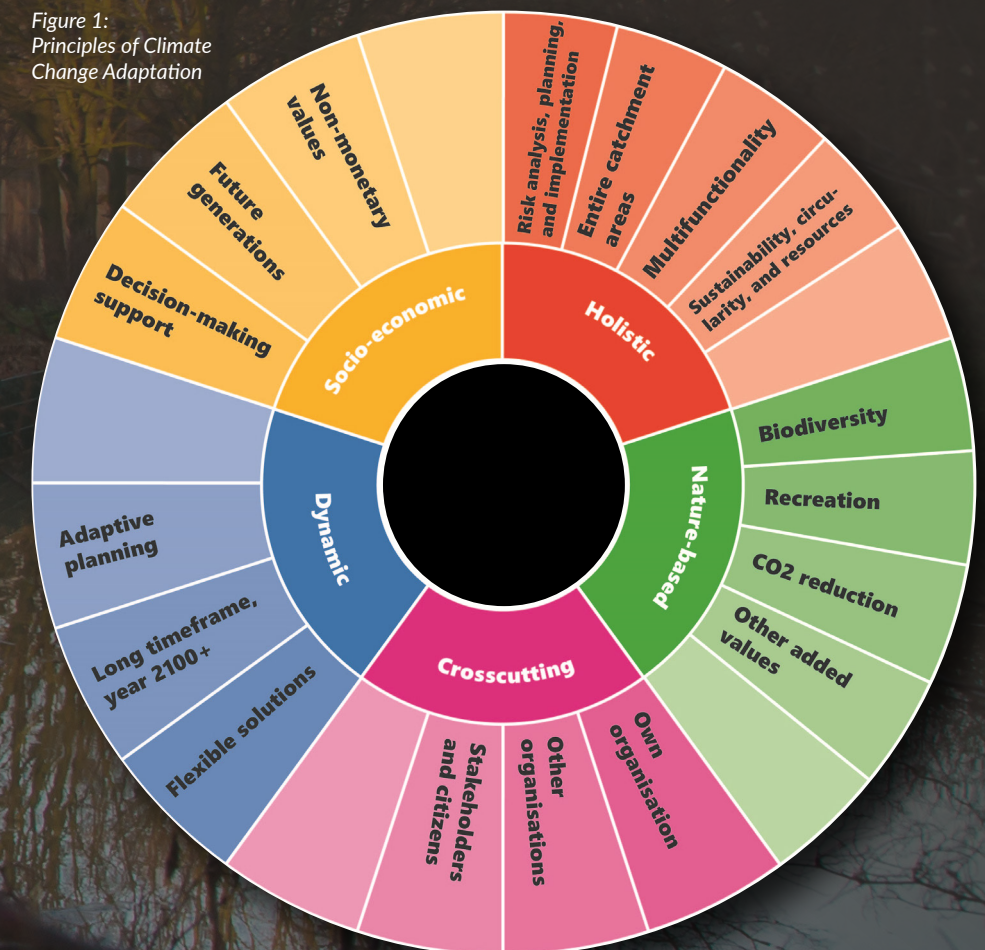 Figure 1:
Principles of Climate
Change Adaptation
Holistic
Risk analysis, planning,
and implementation
Entire catchment
areas
Multifunctionality
Sustainability, circu-
larity, and resources
Nature-based
Biodiversity
Recreation
CO2 reduction
Other added
values
Crosscutting
Own
organisation
Other
organisations
Stakeholders
and citizens
Dynamic
Flexible solutions
Long timeframe,
year 2100+
Adaptive
planning
Socio-economic
Decision-making
support
Future
generations
Non-monetary
values